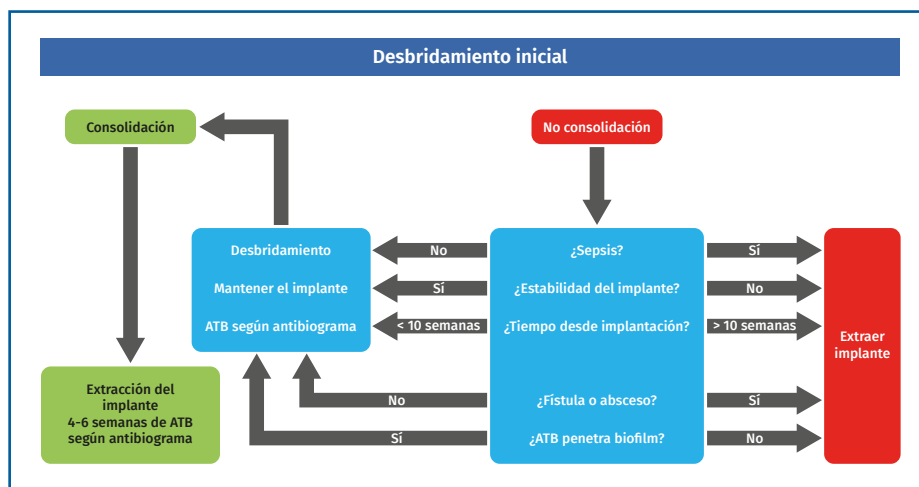 Desbridamiento inicial
Consolidación
No consolidación
Desbridamiento
No
¿Sepsis?
Sí
Mantener el implante
Sí
¿Estabilidad del implante?
No
ATB según antibiograma
< 10 semanas
¿Tiempo desde implantación?
> 10 semanas
Extraer
implante
Extracción del
implante
4-6 semanas de ATB
según antibiograma
No
¿Fístula o absceso?
Sí
Sí
¿ATB penetra biofilm?
No